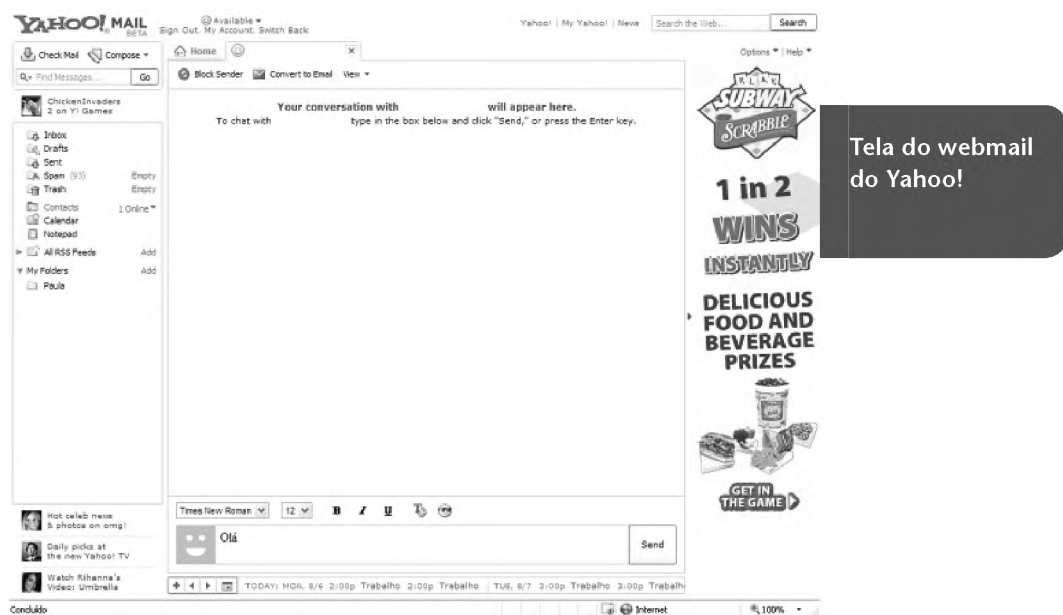 YAHOO! MAIL
BETA
Available
Sign Out, My Account, Switch Back
Yahoo! | My Yahoo! | News
Search the Web...
Search
Check Mail
Compose
Home
Options | Help
Find Messages...
Go
Block Sender
Convert to Email
View
ChickenInvaders
2 on Y! Games
Your conversation with will appear here.
To chat with type in the box below and click "Send," or press the Enter key.
Inbox
Drafts
Sent
Spam (93) Empty
Trash Empty
Contacts 1 Online
Calendar
Notepad
All RSS Feeds Add
My Folders Add
Paula
PLAY
SUBWAY
SCRABBLE
1 in 2
WINS
INSTANTLY
DELICIOUS
FOOD AND
BEVERAGE
PRIZES
GET IN
THE GAME
Tela do webmail
do Yahoo!
Hot celeb news
& photos on omg!
Daily picks at
the new Yahoo! TV
Watch Rihanna's
Video: Umbrella
Times New Roman
12
B I U
Olá
Send
TODAY: MON, 8/6 2:00p Trabalho 2:00p Trabalho TUE, 8/7 3:00p Trabalho 3:00p Trabalh
Concluído
Internet
100%